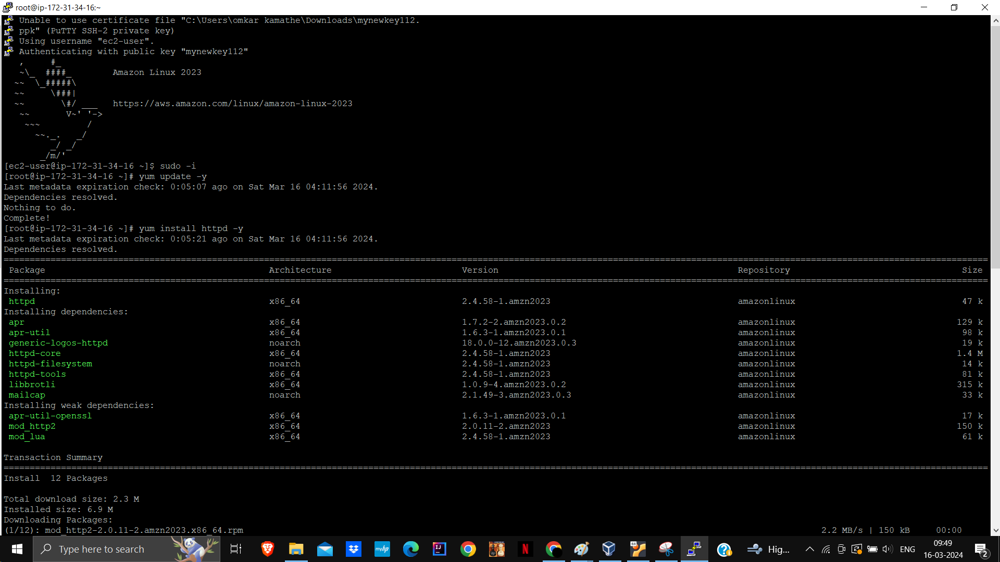 root@ip-172-31-34-16:~
Unable to use certificate file "C:\Users\omkar kamathe\Downloads\mynewkey112.
ppk" (PuTTY SSH-2 private key)
Using username "ec2-user".
Authenticating with public key "mynewkey112"
   ,     #_
   ~\_  ####_        Amazon Linux 2023
  ~~  \_#####\
  ~~     \###|
  ~~       \#/ ___   https://aws.amazon.com/linux/amazon-linux-2023
   ~~       V~' '->
    ~~~         /
      ~~._.   _/
         _/ _/
       _/m/'
[ec2-user@ip-172-31-34-16 ~]$ sudo -i
[root@ip-172-31-34-16 ~]# yum update -y
Last metadata expiration check: 0:05:07 ago on Sat Mar 16 04:11:56 2024.
Dependencies resolved.
Nothing to do.
Complete!
[root@ip-172-31-34-16 ~]# yum install httpd -y
Last metadata expiration check: 0:05:21 ago on Sat Mar 16 04:11:56 2024.
Dependencies resolved.
Package Architecture Version Repository Size
Installing:
httpd x86_64 2.4.58-1.amzn2023 amazonlinux 47 k
Installing dependencies:
apr x86_64 1.7.2-2.amzn2023.0.2 amazonlinux 129 k
apr-util x86_64 1.6.3-1.amzn2023.0.1 amazonlinux 98 k
generic-logos-httpd noarch 18.0.0-12.amzn2023.0.3 amazonlinux 19 k
httpd-core x86_64 2.4.58-1.amzn2023 amazonlinux 1.4 M
httpd-filesystem noarch 2.4.58-1.amzn2023 amazonlinux 14 k
httpd-tools x86_64 2.4.58-1.amzn2023 amazonlinux 81 k
libbrotli x86_64 1.0.9-4.amzn2023.0.2 amazonlinux 315 k
mailcap noarch 2.1.49-3.amzn2023.0.3 amazonlinux 33 k
Installing weak dependencies:
apr-util-openssl x86_64 1.6.3-1.amzn2023.0.1 amazonlinux 17 k
mod_http2 x86_64 2.0.11-2.amzn2023 amazonlinux 150 k
mod_lua x86_64 2.4.58-1.amzn2023 amazonlinux 61 k
Transaction Summary
Install  12 Packages
Total download size: 2.3 M
Installed size: 6.9 M
Downloading Packages:
(1/12): mod_http2-2.0.11-2.amzn2023.x86_64.rpm 2.2 MB/s | 150 kB 00:00
Type here to search
myhp
IJ
N
64
Hig...
ENG
09:49
16-03-2024
2